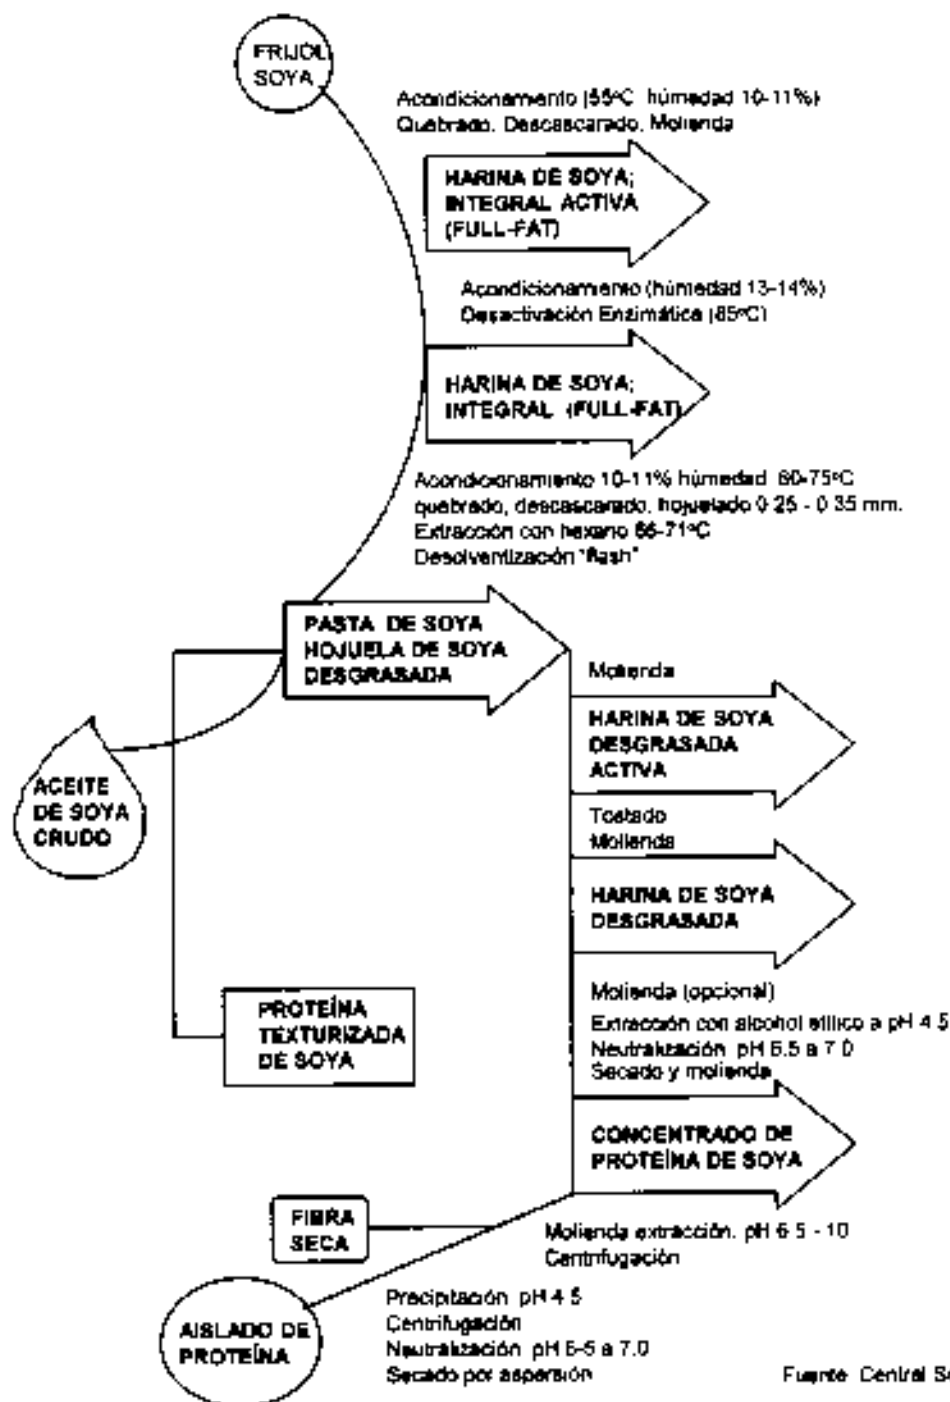 FRIJOL
SOYA
Acondicionamiento (55ºC húmedad 10-11%)
Quebrado, Descascarado, Molienda
HARINA DE SOYA;
INTEGRAL ACTIVA
(FULL-FAT)
Acondicionamiento (húmedad 13-14%)
Desactivación Enzimática (85ºC)
HARINA DE SOYA;
INTEGRAL (FULL-FAT)
Acondicionamiento 10-11% húmedad 60-75ºC
quebrado, descascarado, hojuelado 0.25 - 0.35 mm.
Extracción con hexano 66-71ºC
Desolventización "flash"
PASTA DE SOYA
HOJUELA DE SOYA
DESGRASADA
Molienda
HARINA DE SOYA
DESGRASADA
ACTIVA
ACEITE
DE SOYA
CRUDO
Tostado
Molienda
HARINA DE SOYA
DESGRASADA
PROTEÍNA
TEXTURIZADA
DE SOYA
Molienda (opcional)
Extracción con alcohol etílico a pH 4.5
Neutralización pH 6.5 a 7.0
Secado y molienda
CONCENTRADO DE
PROTEÍNA DE SOYA
FIBRA
SECA
Molienda extracción. pH 6.5 - 10
Centrifugación
AISLADO DE
PROTEÍNA
Precipitación pH 4.5
Centrifugación
Neutralización pH 6-5 a 7.0
Secado por aspersión
Fuente Central